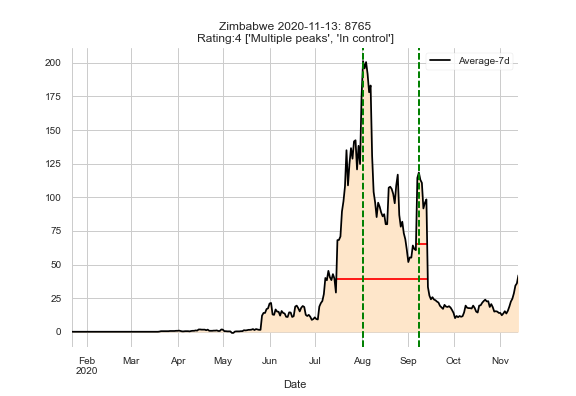 Zimbabwe 2020-11-13: 8765
Rating:4 ['Multiple peaks', 'In control']
Average-7d
200
175
150
125
100
75
50
25
0
Feb Mar Apr May Jun Jul Aug Sep Oct Nov
2020
Date